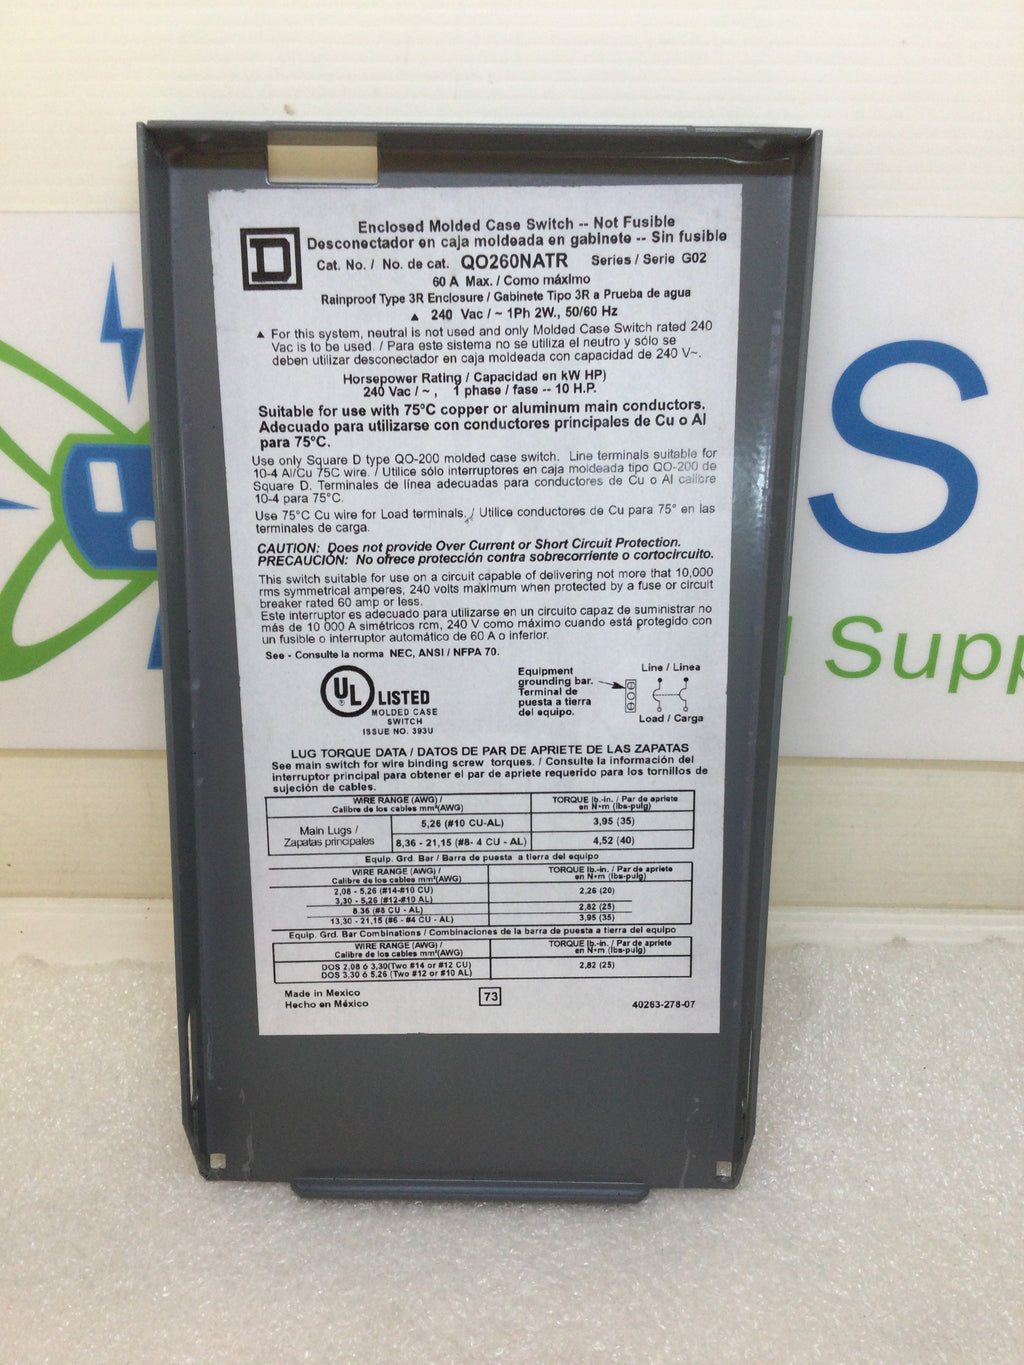 Enclosed Molded Case Switch -- Not Fusible
Desconectador en caja moldeada en gabinete -- Sin fusible
D
Cat. No. / No. de cat. QO260NATR Series / Serie G02
60 A Max. / Como máximo
Rainproof Type 3R Enclosure / Gabinete Tipo 3R a Prueba de agua
▲ 240 Vac / ~ 1Ph 2W., 50/60 Hz
▲ For this system, neutral is not used and only Molded Case Switch rated 240
Vac is to be used. / Para este sistema no se utiliza el neutro y sólo se
deben utilizar desconectador en caja moldeada con capacidad de 240 V~.
Horsepower Rating / Capacidad en kW HP)
240 Vac / ~ , 1 phase / fase -- 10 H.P.
Suitable for use with 75°C copper or aluminum main conductors.
Adecuado para utilizarse con conductores principales de Cu o Al
para 75°C.
Use only Square D type QO-200 molded case switch. Line terminals suitable for
10-4 Al/Cu 75C wire. / Utilice sólo interruptores en caja moideada tipo QO-200 de
Square D. Terminales de línea adecuadas para conductores de Cu o Al calibre
10-4 para 75°C.
Use 75°C Cu wire for Load terminals. / Utilice conductores de Cu para 75° en las
terminales de carga.
CAUTION: Does not provide Over Current or Short Circuit Protection.
PRECAUCIÓN: No ofrece protección contra sobrecorriente o cortocircuito.
This switch suitable for use on a circuit capable of delivering not more that 10,000
rms symmetrical amperes, 240 volts maximum when protected by a fuse or circuit
breaker rated 60 amp or less.
Este interruptor es adecuado para utilizarse en un circuito capaz de suministrar no
más de 10 000 A simétricos rcm, 240 V como máximo cuando está protegido con
un fusible o interruptor automático de 60 A o inferior.
See - Consulte la norma NEC, ANSI / NFPA 70.
UL ® LISTED
MOLDED CASE
SWITCH
ISSUE NO. 393U
Equipment
grounding bar.
Terminal de
puesta a tierra
del equipo.
Line / Línea
Load / Carga
LUG TORQUE DATA / DATOS DE PAR DE APRIETE DE LAS ZAPATAS
See main switch for wire binding screw torques. / Consulte la información del
interruptor principal para obtener el par de apriete requerido para los tornillos de
sujeción de cables.
WIRE RANGE (AWG) / TORQUE lb.-in. / Par de apriete
Calibre de los cables mm²(AWG) en N•m (lbs-pulg)
Main Lugs /
Zapatas principales
5,26 (#10 CU-AL) 3,95 (35)
8,36 - 21,15 (#8- 4 CU - AL) 4,52 (40)
Equip. Grd. Bar / Barra de puesta a tierra del equipo
WIRE RANGE (AWG) / TORQUE lb.-in. / Par de apriete
Calibre de los cables mm²(AWG) en N•m (lbs-pulg)
2,08 - 5,26 (#14-#10 CU) 2,26 (20)
3,30 - 5,26 (#12-#10 AL)
8.36 (#8 CU - AL) 2,82 (25)
13,30 - 21,15 (#6 - #4 CU - AL) 3,95 (35)
Equip. Grd. Bar Combinations / Combinaciones de la barra de puesta a tierra del equipo
WIRE RANGE (AWG) / TORQUE lb.-in. / Par de apriete
Calibre de los cables mm²(AWG) en N•m (lbs-pulg)
DOS 2,08 ó 3,30(Two #14 or #12 CU) 2,82 (25)
DOS 3,30 ó 5,26 (Two #12 or #10 AL)
Made in Mexico
Hecho en México
73
40263-278-07
S
Supp